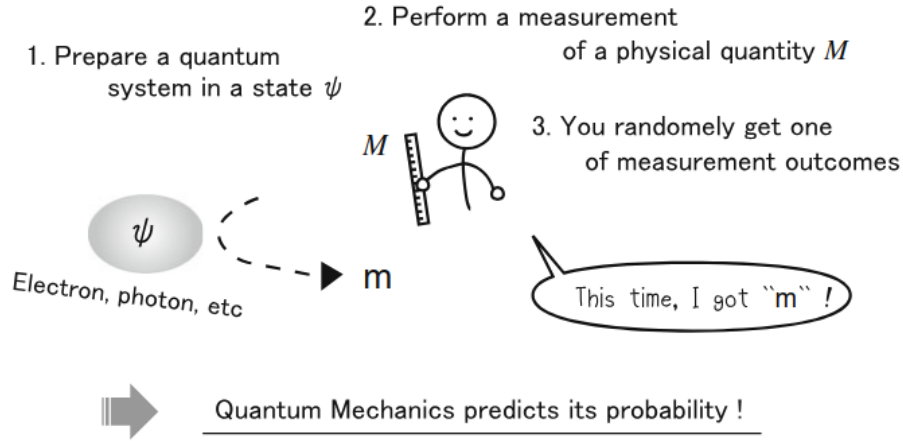 1. Prepare a quantum
system in a state ψ
2. Perform a measurement
of a physical quantity M
3. You randomely get one
of measurement outcomes
M
ψ
Electron, photon, etc
m
This time, I got ``m`` !
Quantum Mechanics predicts its probability !